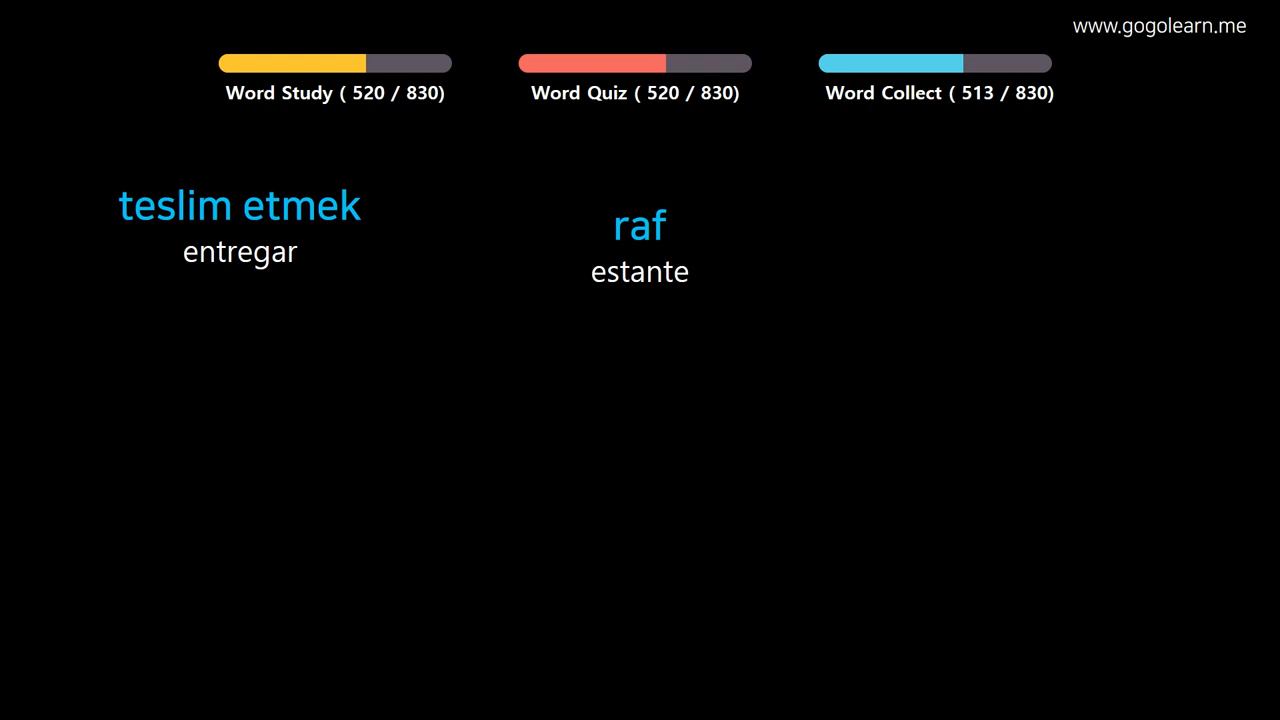 www.gogolearn.me
Word Study ( 520 / 830)
Word Quiz ( 520 / 830)
Word Collect ( 513 / 830)
teslim etmek
entregar
raf
estante